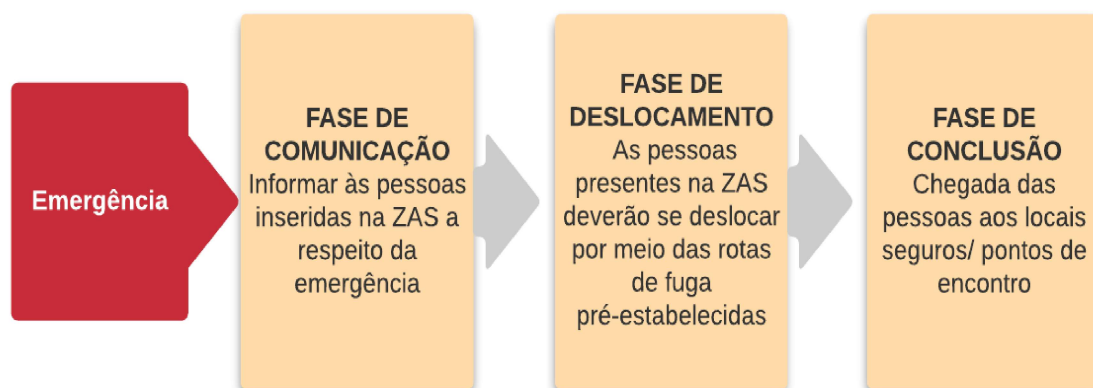 Emergência
FASE DE
COMUNICAÇÃO
Informar às pessoas
inseridas na ZAS a
respeito da
emergência
FASE DE
DESLOCAMENTO
As pessoas
presentes na ZAS
deverão se deslocar
por meio das rotas
de fuga
pré-estabelecidas
FASE DE
CONCLUSÃO
Chegada das
pessoas aos locais
seguros/ pontos de
encontro